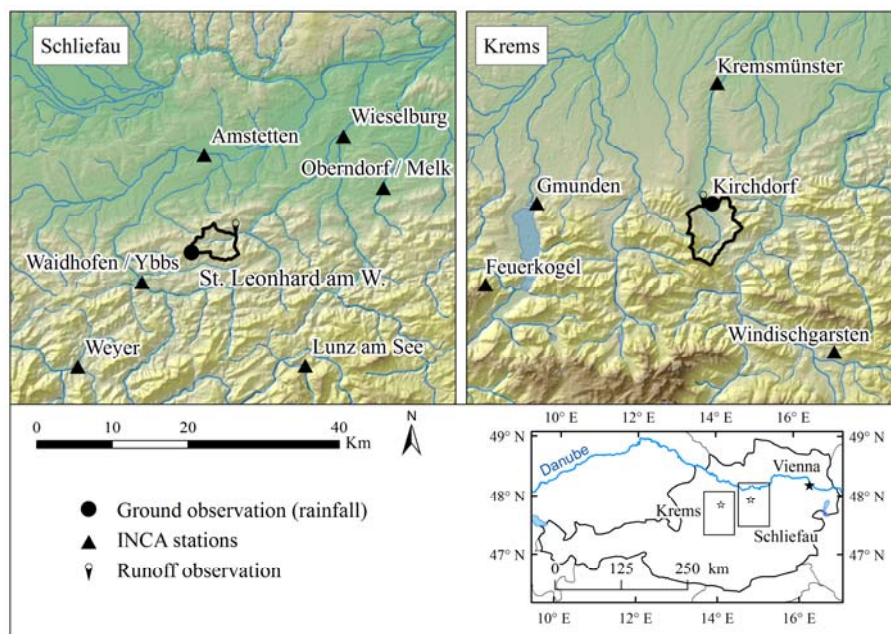 Schliefau
Wieselburg
Amstetten
Oberndorf / Melk
Waidhofen / Ybbs
St. Leonhard am W.
Weyer
Lunz am See
Krems
Kremsmünster
Gmunden
Kirchdorf
Feuerkogel
Windischgarsten
0 10 20 40
Km
N
Ground observation (rainfall)
INCA stations
Runoff observation
10° E 12° E 14° E 16° E
49° N
49° N
48° N
48° N
47° N
47° N
Danube
Vienna
Krems
Schliefau
0 125 250 km
10° E 12° E 14° E 16° E